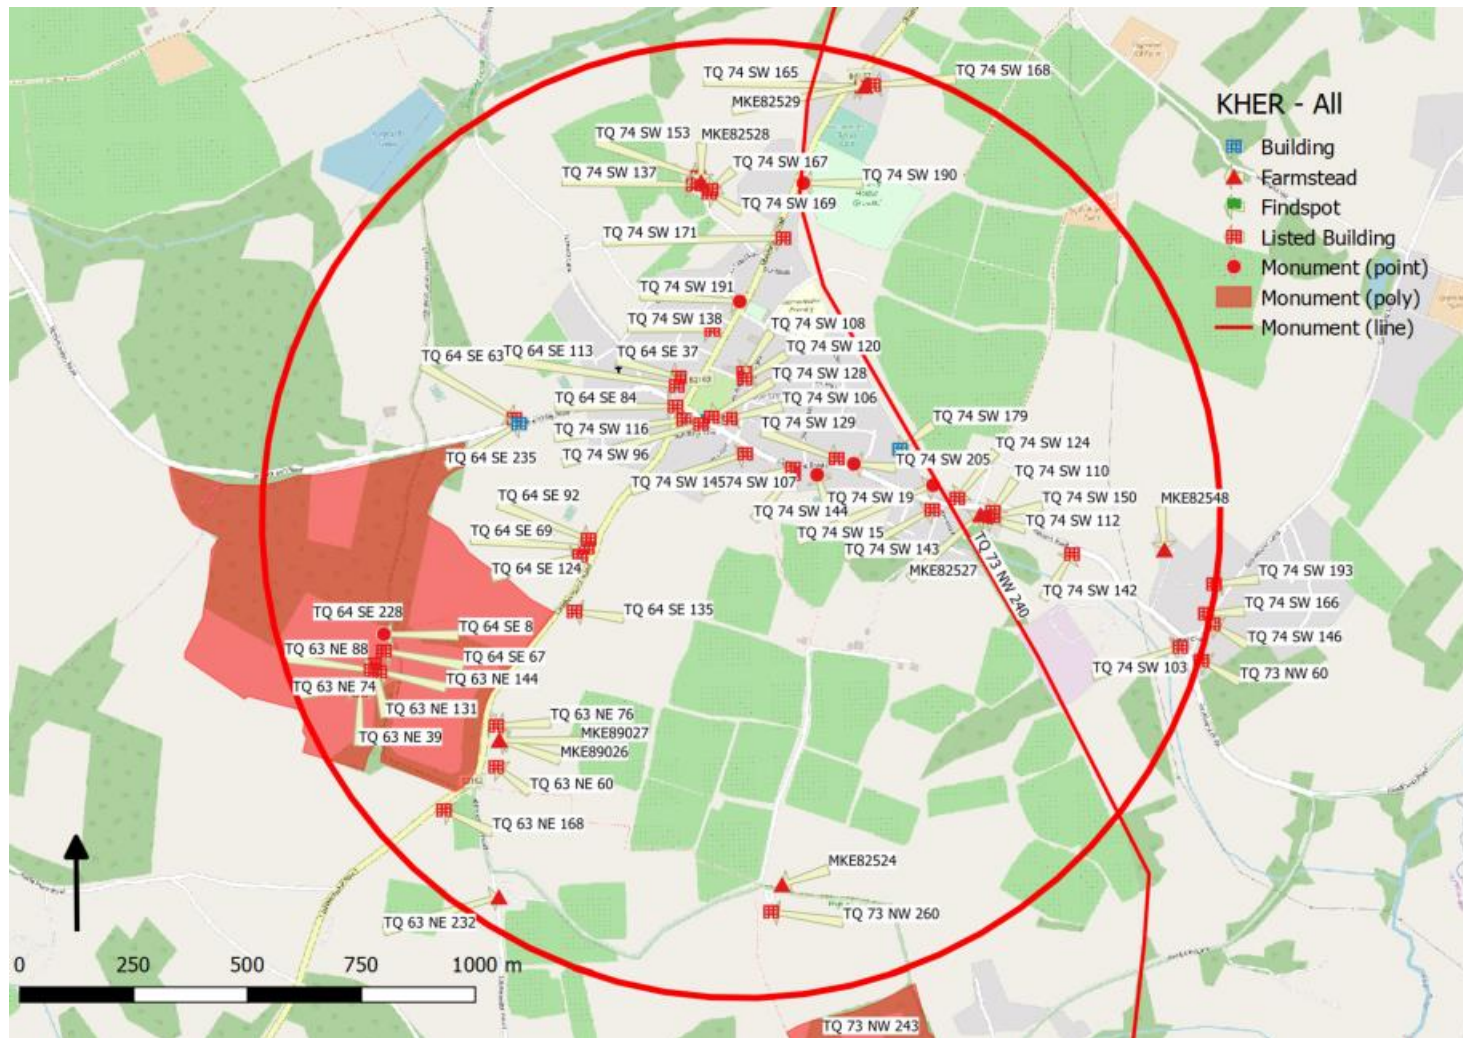 TQ 74 SW 165
TQ 74 SW 168
MKE82529
KHER - All
Building
Farmstead
Findspot
Listed Building
Monument (point)
Monument (poly)
Monument (line)
TQ 74 SW 153
MKE82528
TQ 74 SW 167
TQ 74 SW 137
TQ 74 SW 190
TQ 74 SW 169
TQ 74 SW 171
TQ 74 SW 191
TQ 74 SW 138
TQ 74 SW 108
TQ 64 SE 63
TQ 64 SE 113
TQ 64 SE 37
TQ 74 SW 120
TQ 74 SW 128
TQ 64 SE 84
TQ 74 SW 106
TQ 74 SW 116
TQ 74 SW 129
TQ 74 SW 179
TQ 64 SE 235
TQ 74 SW 96
TQ 74 SW 205
TQ 74 SW 124
TQ 74 SW 110
TQ 74 SW 145
74 SW 107
TQ 64 SE 92
TQ 74 SW 19
TQ 74 SW 150
MKE82548
TQ 74 SW 144
TQ 74 SW 112
TQ 64 SE 69
TQ 74 SW 15
TQ 74 SW 143
TQ 64 SE 124
MKE82527
TQ 73 NW 240
TQ 74 SW 142
TQ 74 SW 193
TQ 74 SW 166
TQ 64 SE 228
TQ 64 SE 135
TQ 64 SE 8
TQ 74 SW 146
TQ 63 NE 88
TQ 64 SE 67
TQ 74 SW 103
TQ 73 NW 60
TQ 63 NE 74
TQ 63 NE 144
TQ 63 NE 131
TQ 63 NE 76
TQ 63 NE 39
MKE89027
MKE89026
TQ 63 NE 60
TQ 63 NE 168
MKE82524
TQ 63 NE 232
TQ 73 NW 260
0 250 500 750 1000 m
TQ 73 NW 243